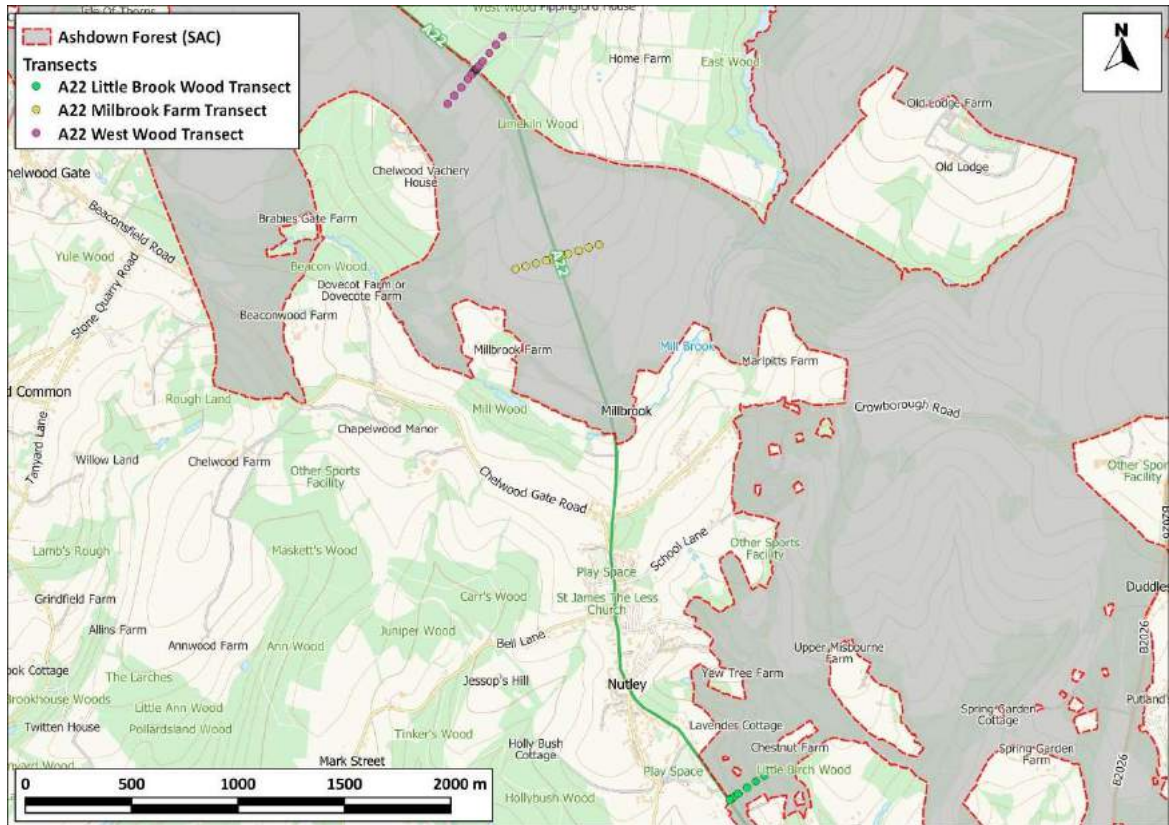 Isle Of Thorns
West Wood
Pippingford House
Ashdown Forest (SAC)
Transects
A22 Little Brook Wood Transect
A22 Milbrook Farm Transect
A22 West Wood Transect
N
A22
Home Farm
East Wood
Limekiln Wood
Old Lodge Farm
Old Lodge
Chelwood Vachery
House
helwood Gate
Beaconsfield Road
Brabies Gate Farm
Yule Wood
Stone Quarry Road
Beacon Wood
Dovecot Farm or
Dovecote Farm
Beaconwood Farm
A22
Millbrook Farm
Mill Brook
Marlpitts Farm
d Common
Rough Land
Mill Wood
Millbrook
Crowborough Road
Tanyard Lane
Chapelwood Manor
Willow Land
Chelwood Farm
Other Sports
Facility
Chelwood Gate Road
Other Sports
Facility
B2026
Lamb's Rough
Maskett's Wood
School Lane
Other Sports
Facility
Play Space
St James The Less
Church
Duddles
Grindfield Farm
Carr's Wood
Allins Farm
Annwood Farm
Ann Wood
Juniper Wood
Bell Lane
B2026
ook Cottage
The Larches
Jessop's Hill
Nutley
Yew Tree Farm
Upper Misbourne
Farm
Brookhouse Woods
Little Ann Wood
Putland's
Twitten House
Pollardsland Wood
Tinker's Wood
Lavender Cottage
Spring Garden
Cottage
Holly Bush
Cottage
Chestnut Farm
Spring Garden
Farm
anyard Wood
Mark Street
Play Space
Little Birch Wood
B2026
Hollybush Wood
0 500 1000 1500 2000 m